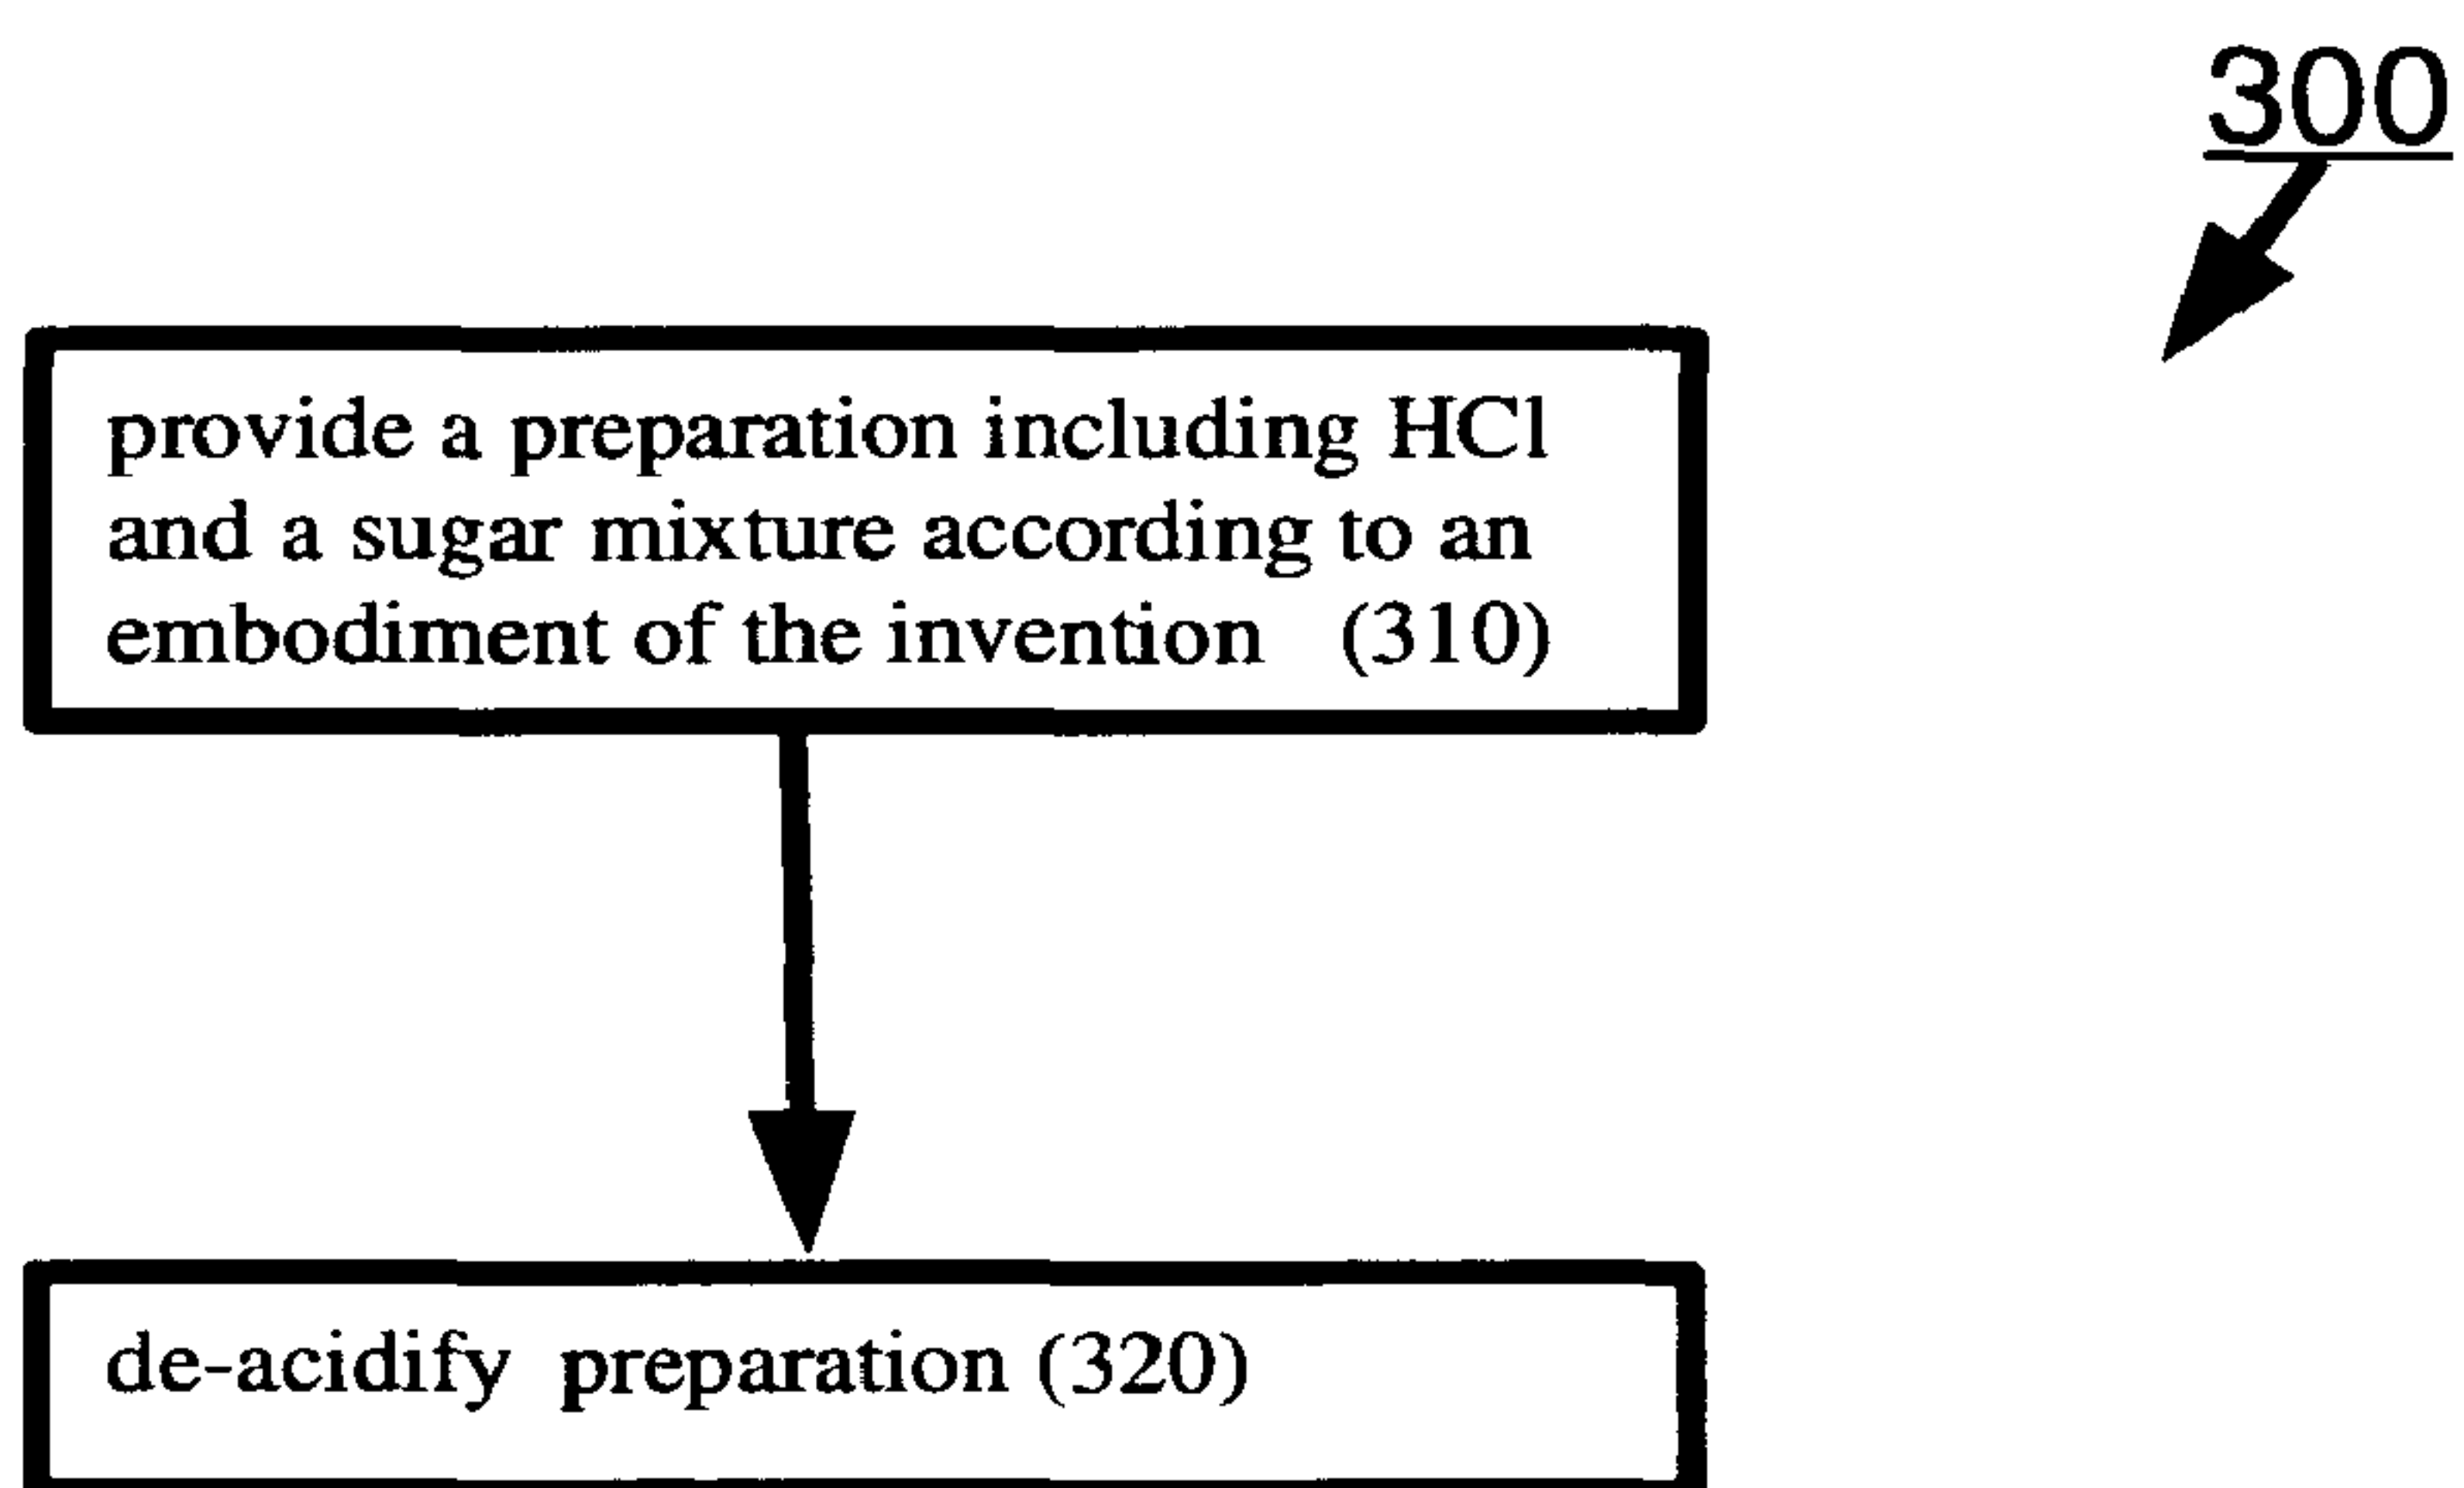 300
provide a preparation including HCl
and a sugar mixture according to an
embodiment of the invention (310)
de-acidify preparation (320)